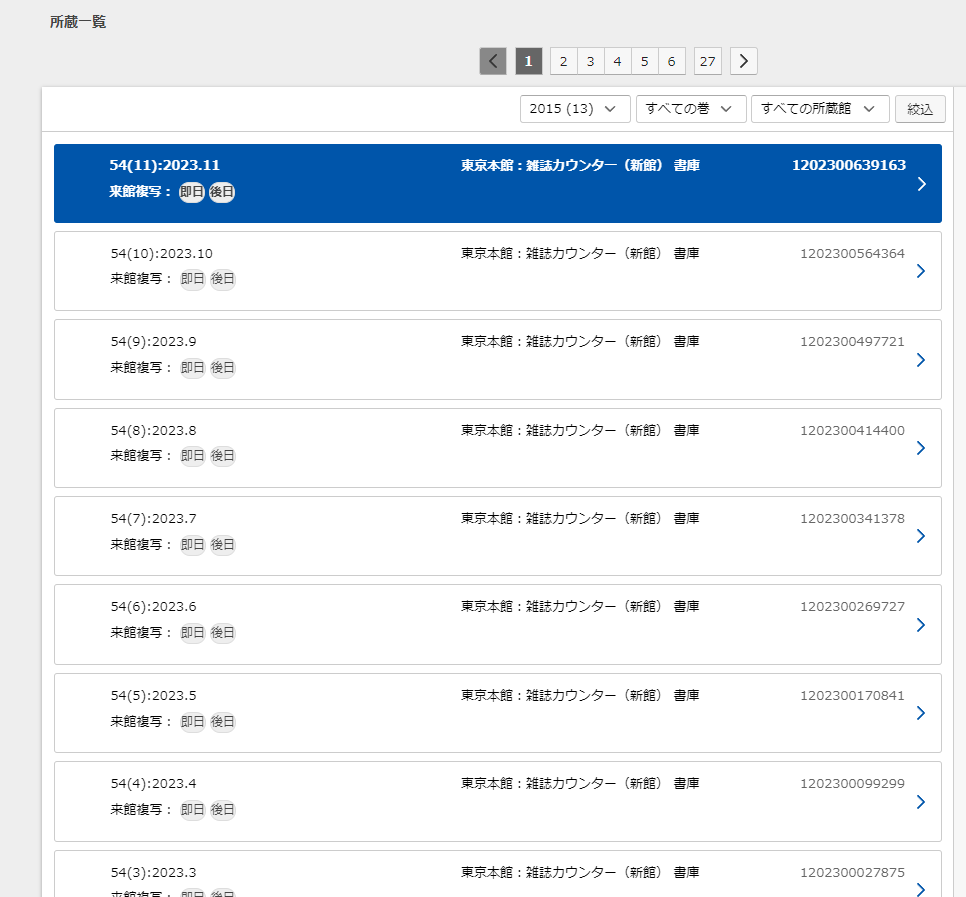 所蔵一覧
1 2 3 4 5 6 27
2015 (13) すべての巻 すべての所蔵館 絞込
54(11):2023.11 東京本館：雑誌カウンター（新館） 書庫 1202300639163
来館複写： 即日 後日
54(10):2023.10 東京本館：雑誌カウンター（新館） 書庫 1202300564364
来館複写： 即日 後日
54(9):2023.9 東京本館：雑誌カウンター（新館） 書庫 1202300497721
来館複写： 即日 後日
54(8):2023.8 東京本館：雑誌カウンター（新館） 書庫 1202300414400
来館複写： 即日 後日
54(7):2023.7 東京本館：雑誌カウンター（新館） 書庫 1202300341378
来館複写： 即日 後日
54(6):2023.6 東京本館：雑誌カウンター（新館） 書庫 1202300269727
来館複写： 即日 後日
54(5):2023.5 東京本館：雑誌カウンター（新館） 書庫 1202300170841
来館複写： 即日 後日
54(4):2023.4 東京本館：雑誌カウンター（新館） 書庫 1202300099299
来館複写： 即日 後日
54(3):2023.3 東京本館：雑誌カウンター（新館） 書庫 1202300027875
来館複写： 即日 後日